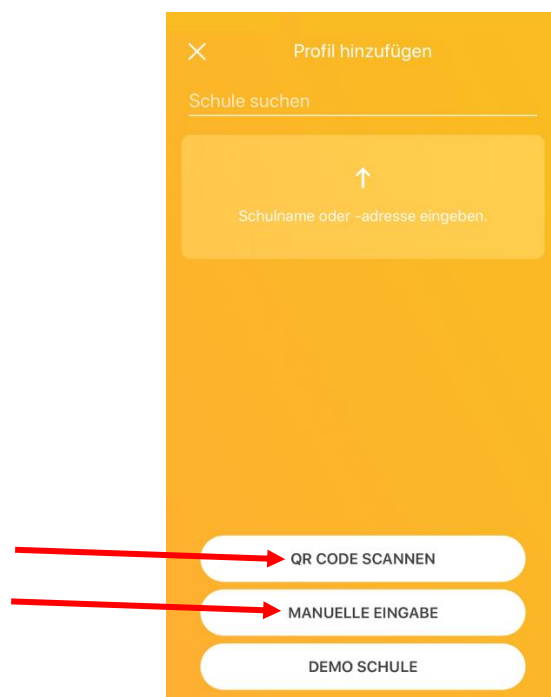 Profil hinzufügen
Schule suchen
Schulname oder -adresse eingeben.
QR CODE SCANNEN
MANUELLE EINGABE
DEMO SCHULE